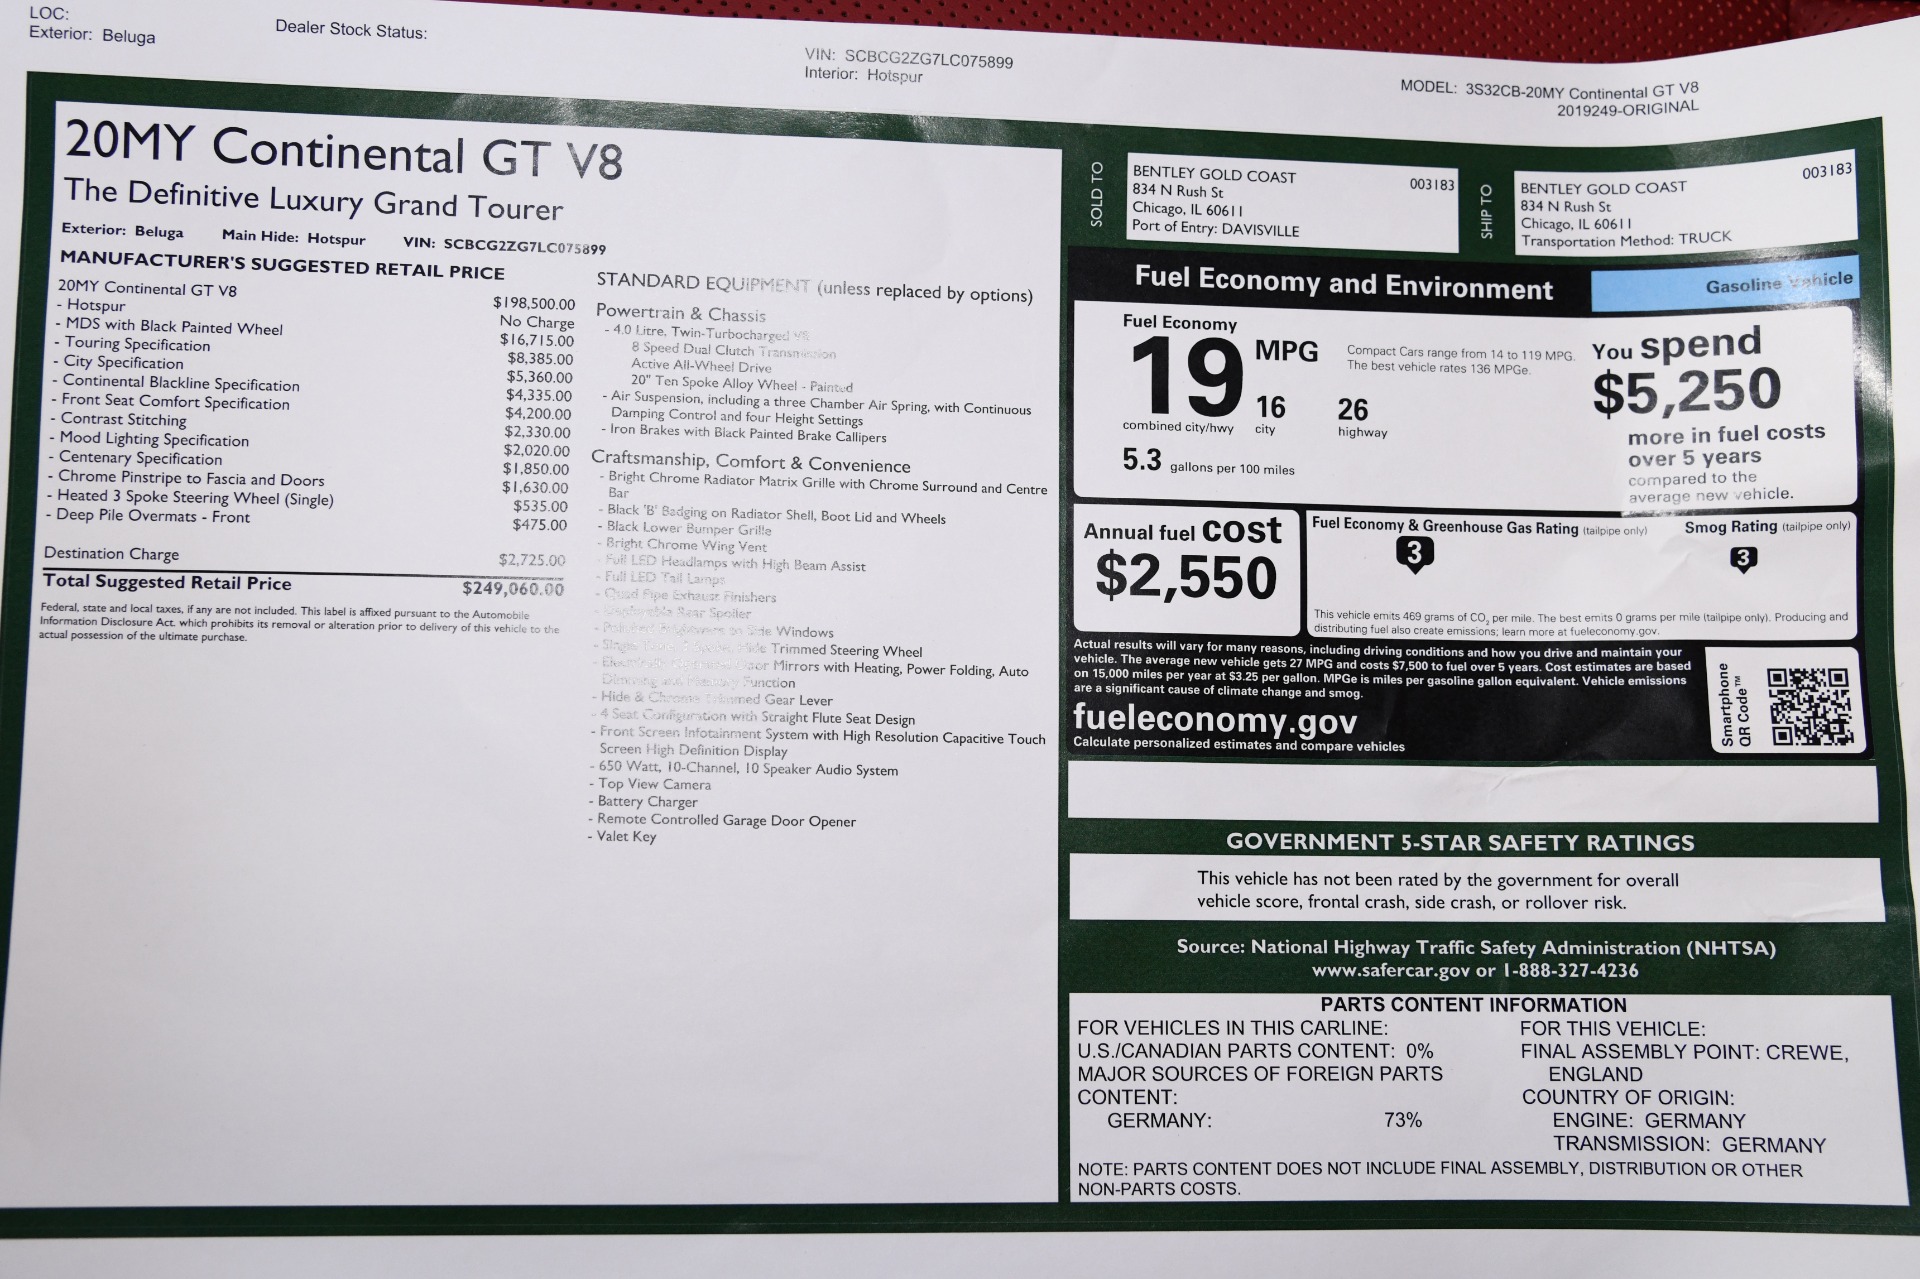 LOC:
Exterior: Beluga
Dealer Stock Status:
VIN: SCBCG2ZG7LC075899
Interior: Hotspur
MODEL: 3S32CB-20MY Continental GT V8
2019249-ORIGINAL
20MY Continental GT V8
The Definitive Luxury Grand Tourer
Exterior: Beluga Main Hide: Hotspur VIN: SCBCG2ZG7LC075899
MANUFACTURER'S SUGGESTED RETAIL PRICE
20MY Continental GT V8 $198,500.00
- Hotspur No Charge
- MDS with Black Painted Wheel $16,715.00
- Touring Specification $8,385.00
- City Specification $5,360.00
- Continental Blackline Specification $4,335.00
- Front Seat Comfort Specification $4,200.00
- Contrast Stitching $2,330.00
- Mood Lighting Specification $2,020.00
- Centenary Specification $1,850.00
- Chrome Pinstripe to Fascia and Doors $1,630.00
- Heated 3 Spoke Steering Wheel (Single) $535.00
- Deep Pile Overmats - Front $475.00
Destination Charge $2,725.00
Total Suggested Retail Price $249,060.00
Federal, state and local taxes, if any are not included. This label is affixed pursuant to the Automobile
Information Disclosure Act. which prohibits its removal or alteration prior to delivery of this vehicle to the
actual possession of the ultimate purchase.
STANDARD EQUIPMENT (unless replaced by options)
Powertrain & Chassis
- 4.0 Litre, Twin-Turbocharged V8
8 Speed Dual Clutch Transmission
Active All-Wheel Drive
20" Ten Spoke Alloy Wheel - Painted
- Air Suspension, including a three Chamber Air Spring, with Continuous
Damping Control and four Height Settings
- Iron Brakes with Black Painted Brake Callipers
Craftsmanship, Comfort & Convenience
- Bright Chrome Radiator Matrix Grille with Chrome Surround and Centre
Bar
- Black 'B' Badging on Radiator Shell, Boot Lid and Wheels
- Black Lower Bumper Grille
- Bright Chrome Wing Vent
- Full LED Headlamps with High Beam Assist
- Full LED Tail Lamps
- Quad Pipe Exhaust Finishers
- Deployable Rear Spoiler
- Side Windows
- Hide Trimmed Steering Wheel
- Door Mirrors with Heating, Power Folding, Auto
Dimming and Memory Function
- Hide & Chrome Trimmed Gear Lever
- 4 Seat Configuration with Straight Flute Seat Design
- Front Screen Infotainment System with High Resolution Capacitive Touch
Screen High Definition Display
- 650 Watt, 10-Channel, 10 Speaker Audio System
- Top View Camera
- Battery Charger
- Remote Controlled Garage Door Opener
- Valet Key
SOLD TO
BENTLEY GOLD COAST 003183
834 N Rush St
Chicago, IL 60611
Port of Entry: DAVISVILLE
SHIP TO
BENTLEY GOLD COAST 003183
834 N Rush St
Chicago, IL 60611
Transportation Method: TRUCK
Fuel Economy and Environment
Gasoline Vehicle
Fuel Economy
19 MPG
combined city/hwy
16
city
26
highway
5.3 gallons per 100 miles
Compact Cars range from 14 to 119 MPG.
The best vehicle rates 136 MPGe.
You spend
$5,250
more in fuel costs
over 5 years
compared to the
average new vehicle.
Annual fuel cost
$2,550
Fuel Economy & Greenhouse Gas Rating (tailpipe only)
3
Smog Rating (tailpipe only)
3
This vehicle emits 469 grams of CO₂ per mile. The best emits 0 grams per mile (tailpipe only). Producing and
distributing fuel also create emissions; learn more at fueleconomy.gov.
Actual results will vary for many reasons, including driving conditions and how you drive and maintain your
vehicle. The average new vehicle gets 27 MPG and costs $7,500 to fuel over 5 years. Cost estimates are based
on 15,000 miles per year at $3.25 per gallon. MPGe is miles per gasoline gallon equivalent. Vehicle emissions
are a significant cause of climate change and smog.
fueleconomy.gov
Calculate personalized estimates and compare vehicles
Smartphone
QR Code™
GOVERNMENT 5-STAR SAFETY RATINGS
This vehicle has not been rated by the government for overall
vehicle score, frontal crash, side crash, or rollover risk.
Source: National Highway Traffic Safety Administration (NHTSA)
www.safercar.gov or 1-888-327-4236
PARTS CONTENT INFORMATION
FOR VEHICLES IN THIS CARLINE:
U.S./CANADIAN PARTS CONTENT: 0%
MAJOR SOURCES OF FOREIGN PARTS
CONTENT:
GERMANY: 73%
FOR THIS VEHICLE:
FINAL ASSEMBLY POINT: CREWE,
ENGLAND
COUNTRY OF ORIGIN:
ENGINE: GERMANY
TRANSMISSION: GERMANY
NOTE: PARTS CONTENT DOES NOT INCLUDE FINAL ASSEMBLY, DISTRIBUTION OR OTHER
NON-PARTS COSTS.